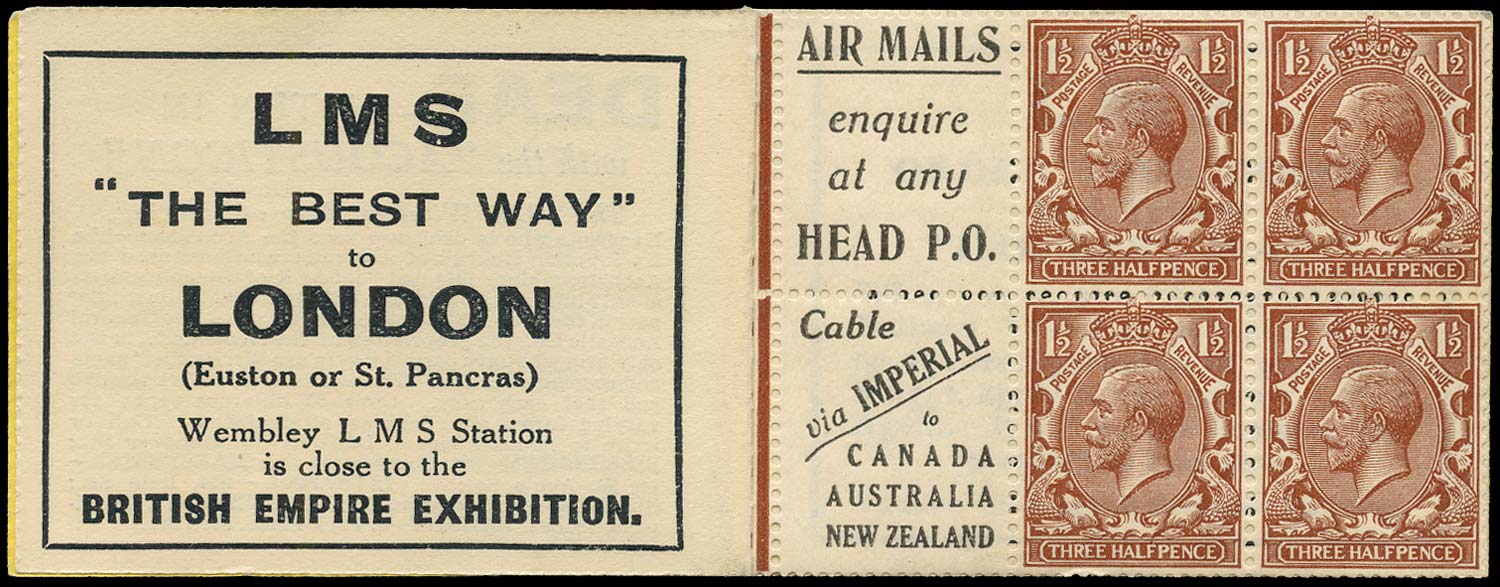 LMS
"THE BEST WAY"
to
LONDON
(Euston or St. Pancras)
Wembley L M S Station
is close to the
BRITISH EMPIRE EXHIBITION.
AIR MAILS
enquire
at any
HEAD P.O.
Cable
via IMPERIAL
to
CANADA
AUSTRALIA
NEW ZEALAND
1½ 1½
POSTAGE REVENUE
THREE HALFPENCE
1½ 1½
POSTAGE REVENUE
THREE HALFPENCE
1½ 1½
POSTAGE REVENUE
THREE HALFPENCE
1½ 1½
POSTAGE REVENUE
THREE HALFPENCE